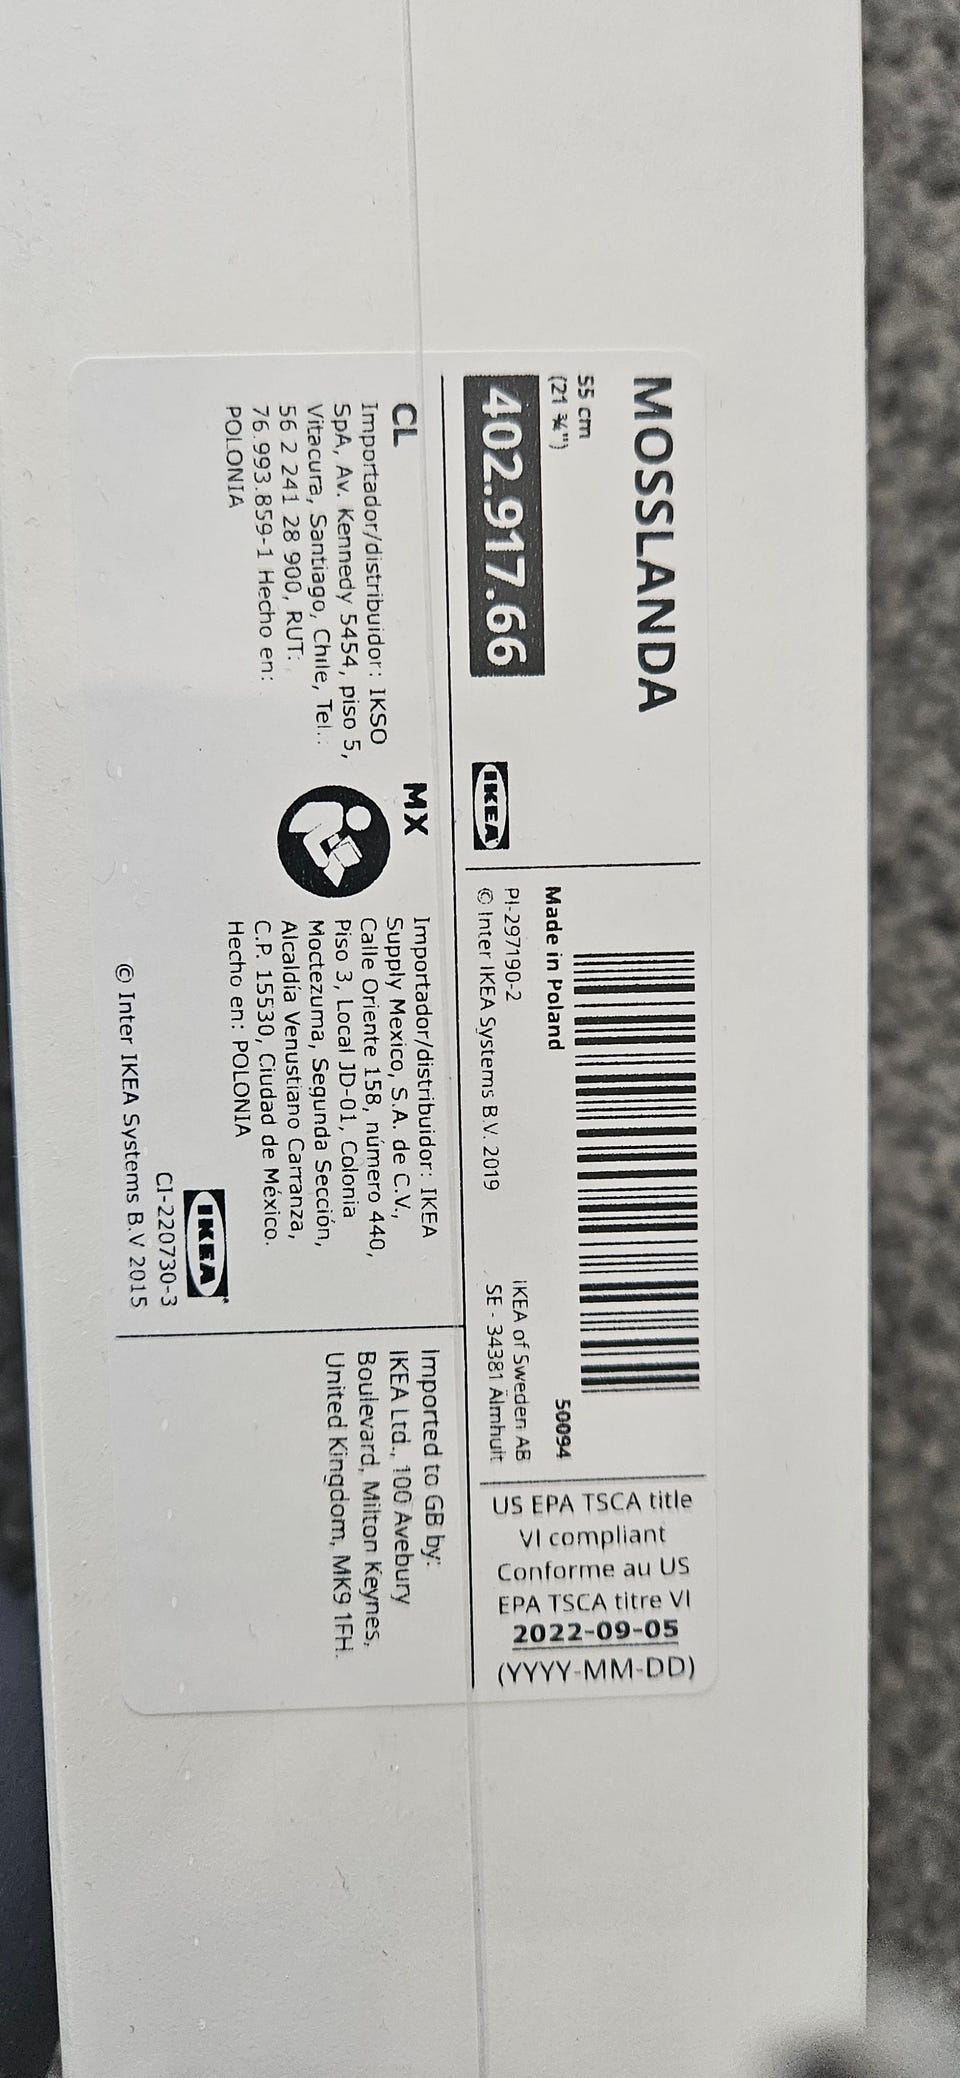 MOSSLANDA
55 cm
(21 ¾")
402.917.66
IKEA
Made in Poland
50094
PI-297190-2
© Inter IKEA Systems B.V. 2019
IKEA of Sweden AB
SE - 34381 Älmhult
US EPA TSCA title
VI compliant
Conforme au US
EPA TSCA titre VI
2022-09-05
(YYYY-MM-DD)
CL
Importador/distribuidor: IKSO
SpA, Av. Kennedy 5454, piso 5,
Vitacura, Santiago, Chile, Tel.:
56 2 241 28 900, RUT:
76.993.859-1 Hecho en:
POLONIA
MX
Importador/distribuidor: IKEA
Supply Mexico, S.A. de C.V.,
Calle Oriente 158, número 440,
Piso 3, Local JD-01, Colonia
Moctezuma, Segunda Sección,
Alcaldía Venustiano Carranza,
C.P. 15530, Ciudad de México.
Hecho en: POLONIA
IKEA
CI-220730-3
© Inter IKEA Systems B.V 2015
Imported to GB by:
IKEA Ltd., 100 Avebury
Boulevard, Milton Keynes,
United Kingdom, MK9 1FH.